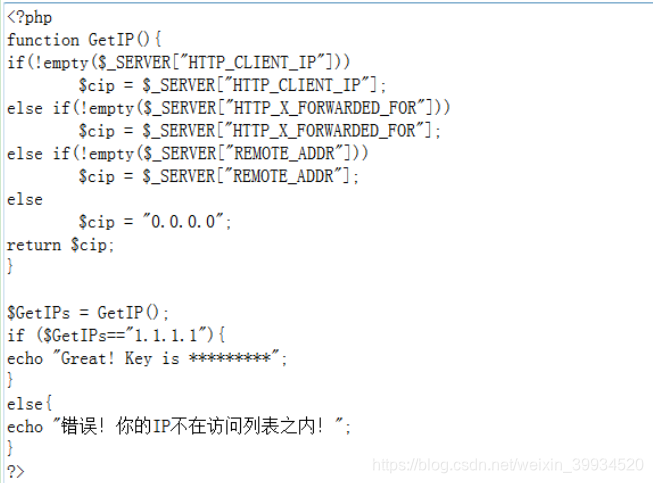 <?php
function GetIP(){
if(!empty($_SERVER["HTTP_CLIENT_IP"]))
        $cip = $_SERVER["HTTP_CLIENT_IP"];
else if(!empty($_SERVER["HTTP_X_FORWARDED_FOR"]))
        $cip = $_SERVER["HTTP_X_FORWARDED_FOR"];
else if(!empty($_SERVER["REMOTE_ADDR"]))
        $cip = $_SERVER["REMOTE_ADDR"];
else
        $cip = "0.0.0.0";
return $cip;
}

$GetIPs = GetIP();
if ($GetIPs=="1.1.1.1"){
echo "Great! Key is *********";
}
else{
echo "错误！你的IP不在访问列表之内！";
}
?>
https://blog.csdn.net/weixin_39934520